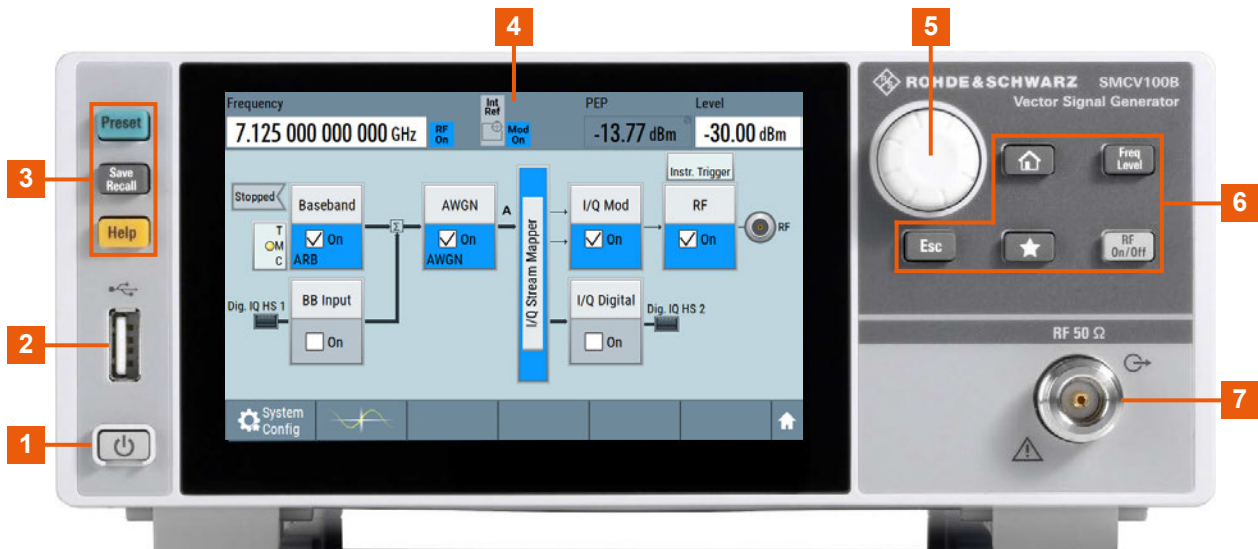 4
5
ROHDE&SCHWARZ SMCV100B
Vector Signal Generator
Preset
Save
Recall
Help
3
Frequency
Int
Ref
PEP
Level
7.125 000 000 000 GHz
RF
On
Mod
On
-13.77 dBm
-30.00 dBm
Instr. Trigger
Stopped
Baseband
On
ARB
T
M
C
Σ
AWGN
On
AWGN
A
I/Q Stream Mapper
I/Q Mod
On
RF
On
RF
Dig. IQ HS 1
BB Input
On
I/Q Digital
On
Dig. IQ HS 2
System
Config
Freq
Level
6
Esc
RF
On/Off
2
RF 50 Ω
7
1